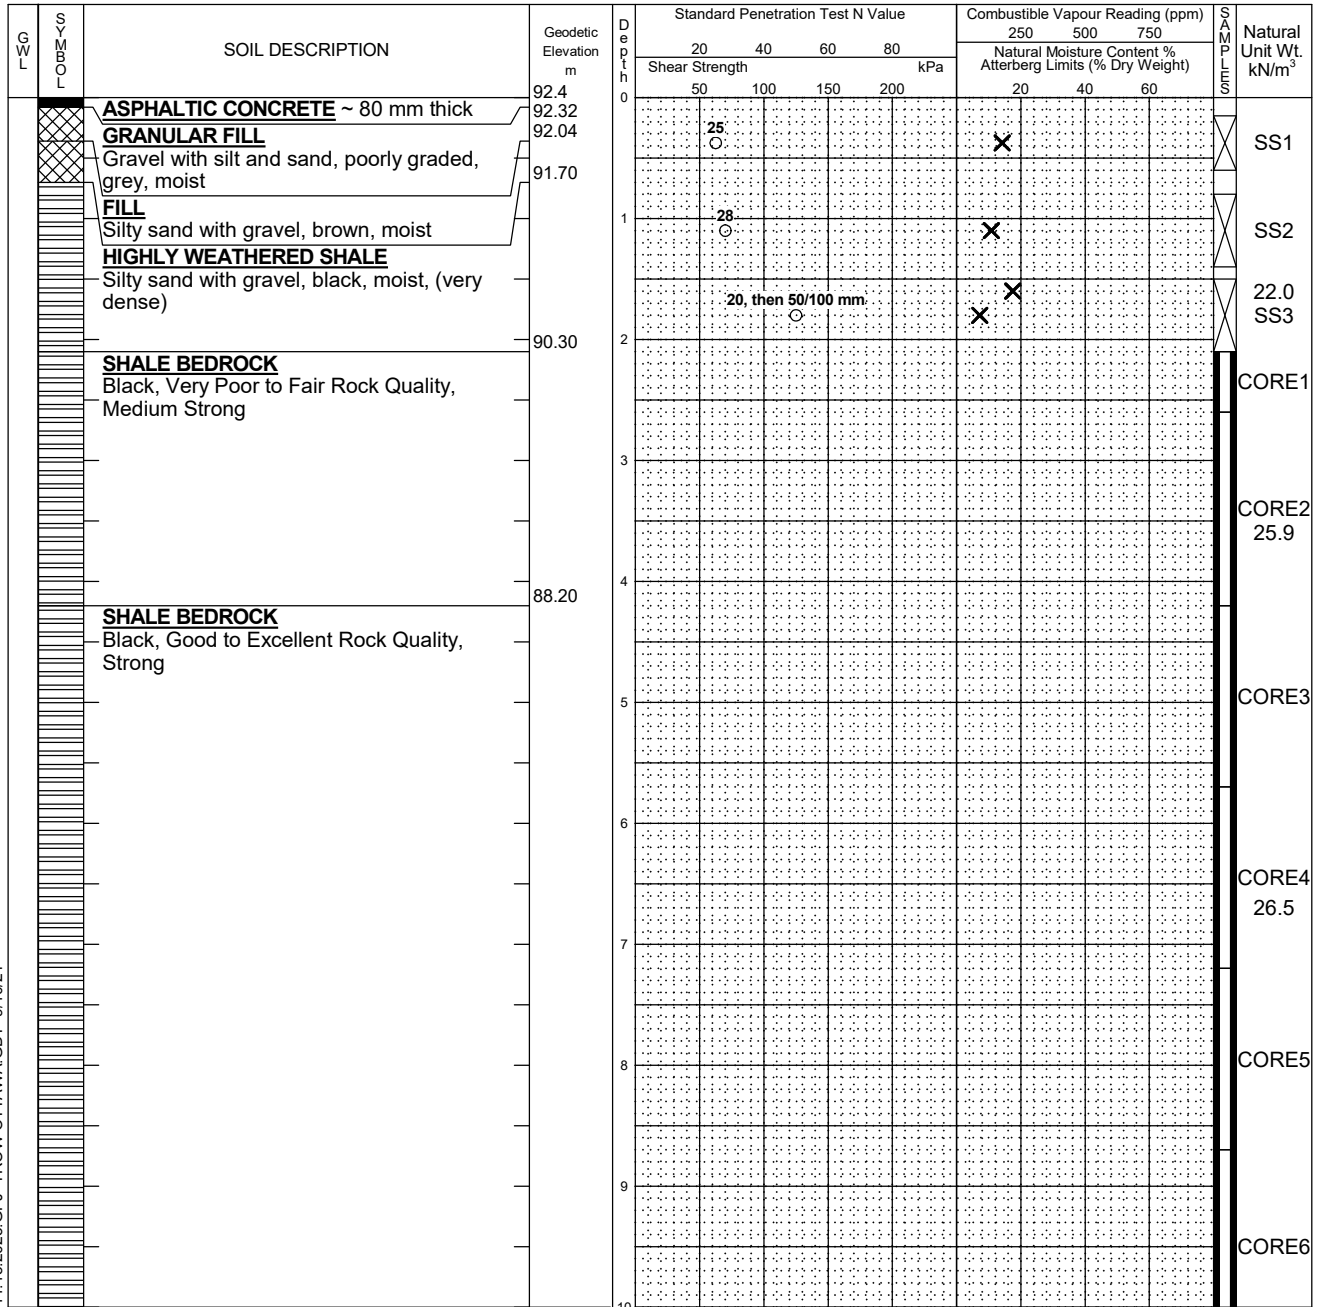 GWL
SYMBOL
SOIL DESCRIPTION
Geodetic
Elevation
m
Depth
Standard Penetration Test N Value
20 40 60 80
Shear Strength kPa
50 100 150 200
Combustible Vapour Reading (ppm)
250 500 750
Natural Moisture Content %
Atterberg Limits (% Dry Weight)
20 40 60
SAMPLES
Natural
Unit Wt.
kN/m³
92.4
0
ASPHALTIC CONCRETE ~ 80 mm thick
92.32
GRANULAR FILL
92.04
Gravel with silt and sand, poorly graded,
grey, moist
91.70
25
SS1
FILL
Silty sand with gravel, brown, moist
1
28
SS2
HIGHLY WEATHERED SHALE
Silty sand with gravel, black, moist, (very
dense)
20, then 50/100 mm
22.0
SS3
90.30
2
SHALE BEDROCK
Black, Very Poor to Fair Rock Quality,
Medium Strong
CORE1
3
CORE2
25.9
4
88.20
SHALE BEDROCK
Black, Good to Excellent Rock Quality,
Strong
CORE3
5
6
CORE4
26.5
7
8
CORE5
9
CORE6
10